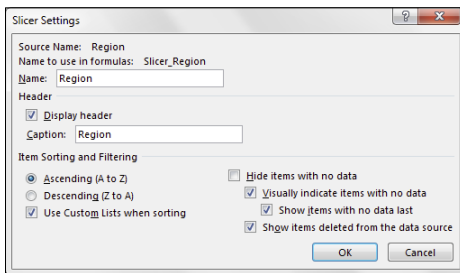 Slicer Settings
Source Name: Region
Name to use in formulas: Slicer_Region
Name: Region
Header
Display header
Caption: Region
Item Sorting and Filtering
Ascending (A to Z)
Descending (Z to A)
Use Custom Lists when sorting
Hide items with no data
Visually indicate items with no data
Show items with no data last
Show items deleted from the data source
OK Cancel